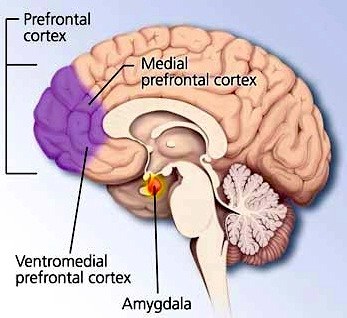 Prefrontal
cortex
Medial
prefrontal cortex
Ventromedial
prefrontal cortex
Amygdala